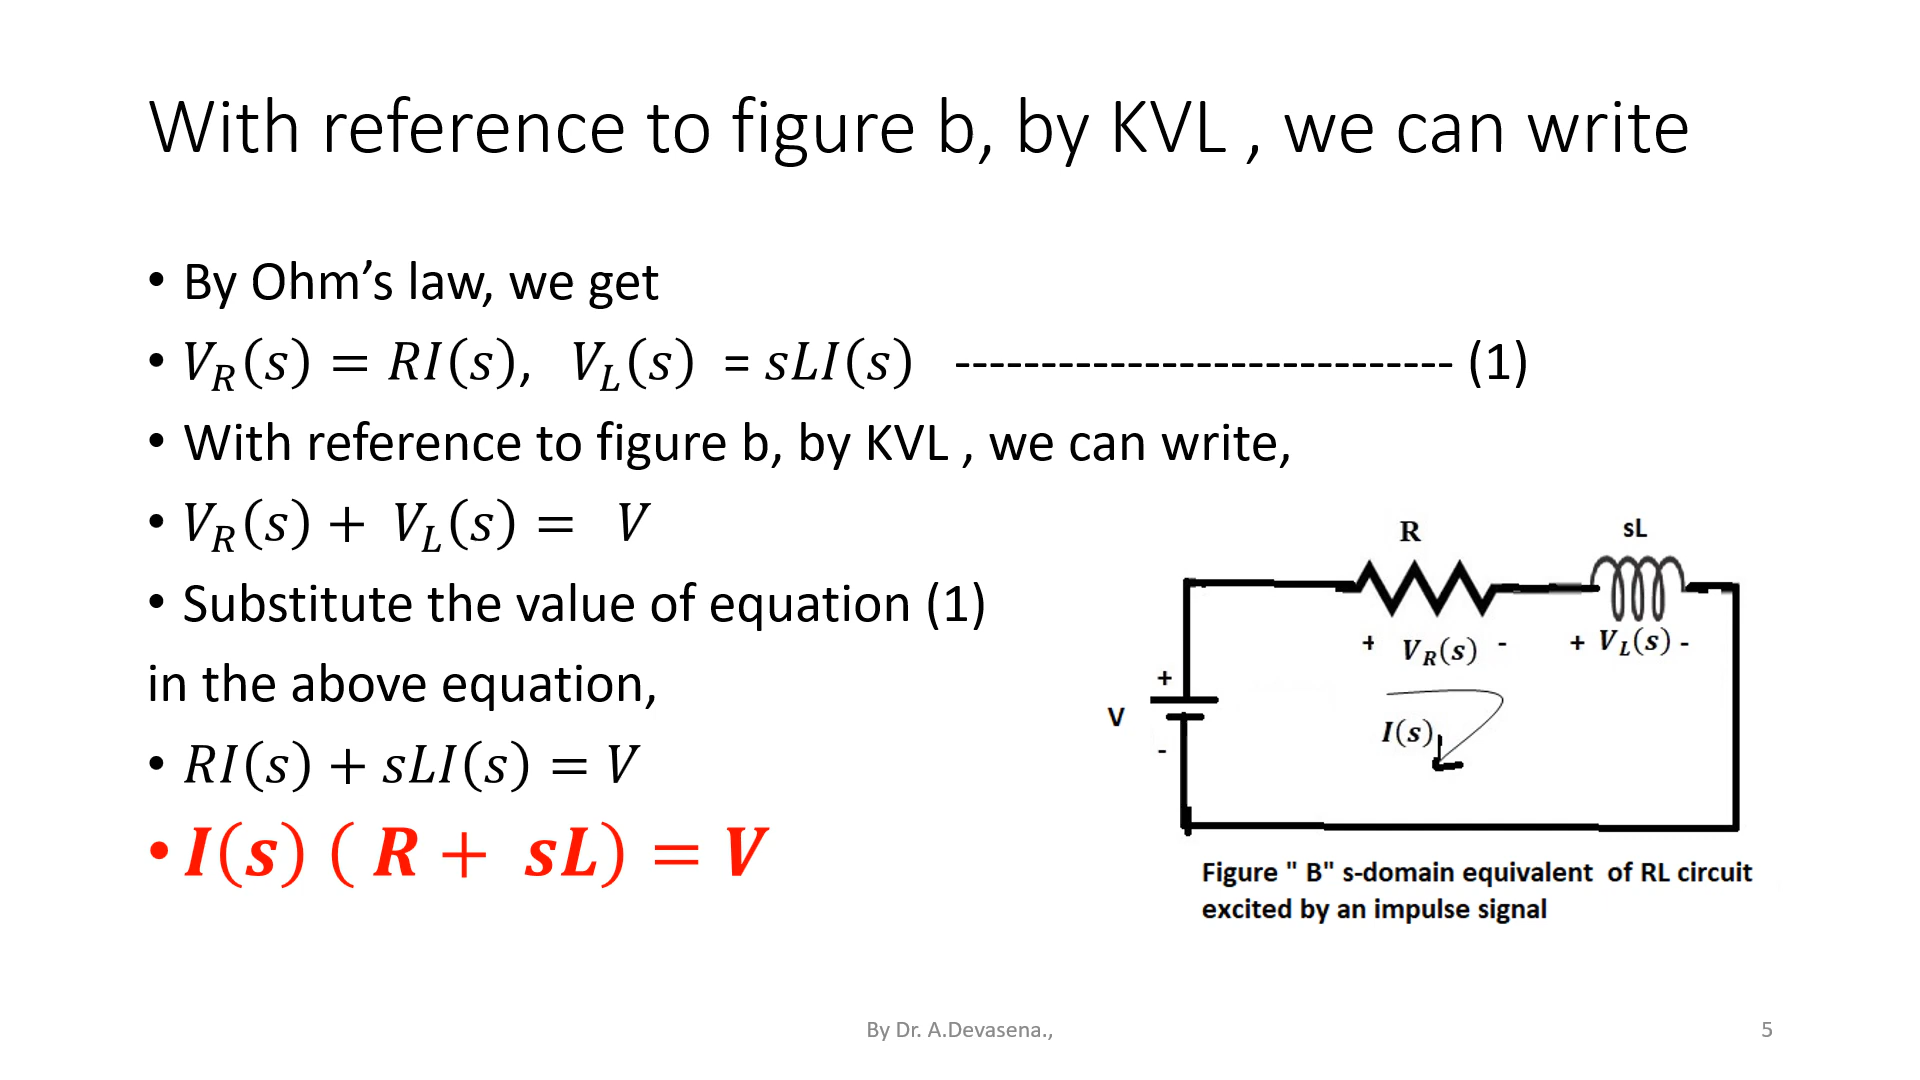 With reference to figure b, by KVL , we can write
• By Ohm’s law, we get
• 𝑉_𝑅(𝑠) = 𝑅𝐼(𝑠), 𝑉_𝐿(𝑠) = 𝑠𝐿𝐼(𝑠) ----------------------------- (1)
• With reference to figure b, by KVL , we can write,
• 𝑉_𝑅(𝑠) + 𝑉_𝐿(𝑠) = 𝑉
• Substitute the value of equation (1)
in the above equation,
• 𝑅𝐼(𝑠) + 𝑠𝐿𝐼(𝑠) = 𝑉
• 𝑰(𝒔) ( 𝑹 + 𝒔𝑳) = 𝑽
R
sL
+ V_R(s) -
+ V_L(s) -
+
V
-
I(s)
Figure " B" s-domain equivalent of RL circuit
excited by an impulse signal
By Dr. A.Devasena.,
5